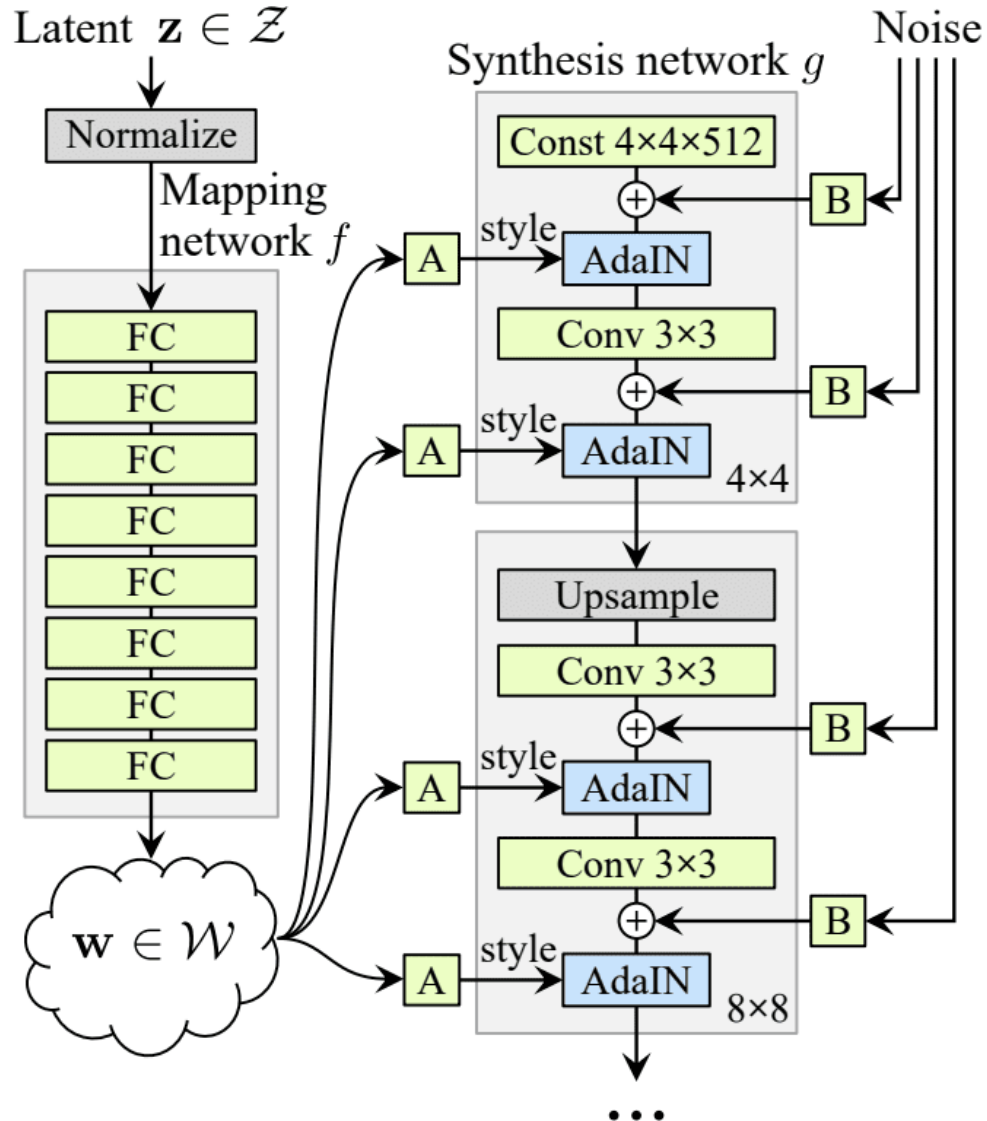 Latent z ∈ 𝒵
Normalize
Mapping
network f
FC
FC
FC
FC
FC
FC
FC
FC
w ∈ 𝒲
Synthesis network g
Noise
Const 4×4×512
+
B
A
style
AdaIN
Conv 3×3
+
B
A
style
AdaIN
4×4
Upsample
Conv 3×3
+
B
A
style
AdaIN
Conv 3×3
+
B
A
style
AdaIN
8×8
...